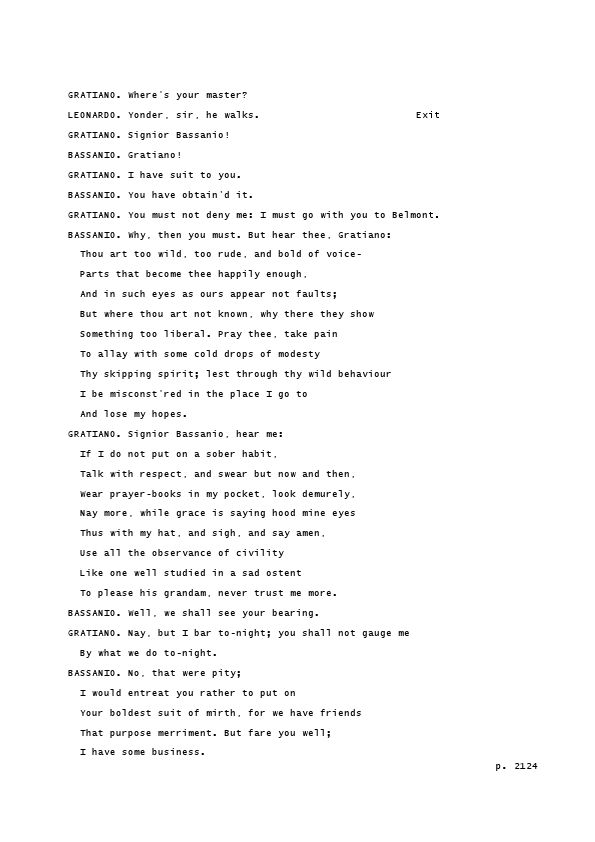 GRATIANO. Where's your master?
LEONARDO. Yonder, sir, he walks. Exit
GRATIANO. Signior Bassanio!
BASSANIO. Gratiano!
GRATIANO. I have suit to you.
BASSANIO. You have obtain'd it.
GRATIANO. You must not deny me: I must go with you to Belmont.
BASSANIO. Why, then you must. But hear thee, Gratiano:
Thou art too wild, too rude, and bold of voice-
Parts that become thee happily enough,
And in such eyes as ours appear not faults;
But where thou art not known, why there they show
Something too liberal. Pray thee, take pain
To allay with some cold drops of modesty
Thy skipping spirit; lest through thy wild behaviour
I be misconst'red in the place I go to
And lose my hopes.
GRATIANO. Signior Bassanio, hear me:
If I do not put on a sober habit,
Talk with respect, and swear but now and then,
Wear prayer-books in my pocket, look demurely,
Nay more, while grace is saying hood mine eyes
Thus with my hat, and sigh, and say amen,
Use all the observance of civility
Like one well studied in a sad ostent
To please his grandam, never trust me more.
BASSANIO. Well, we shall see your bearing.
GRATIANO. Nay, but I bar to-night; you shall not gauge me
By what we do to-night.
BASSANIO. No, that were pity;
I would entreat you rather to put on
Your boldest suit of mirth, for we have friends
That purpose merriment. But fare you well;
I have some business.
p. 2124